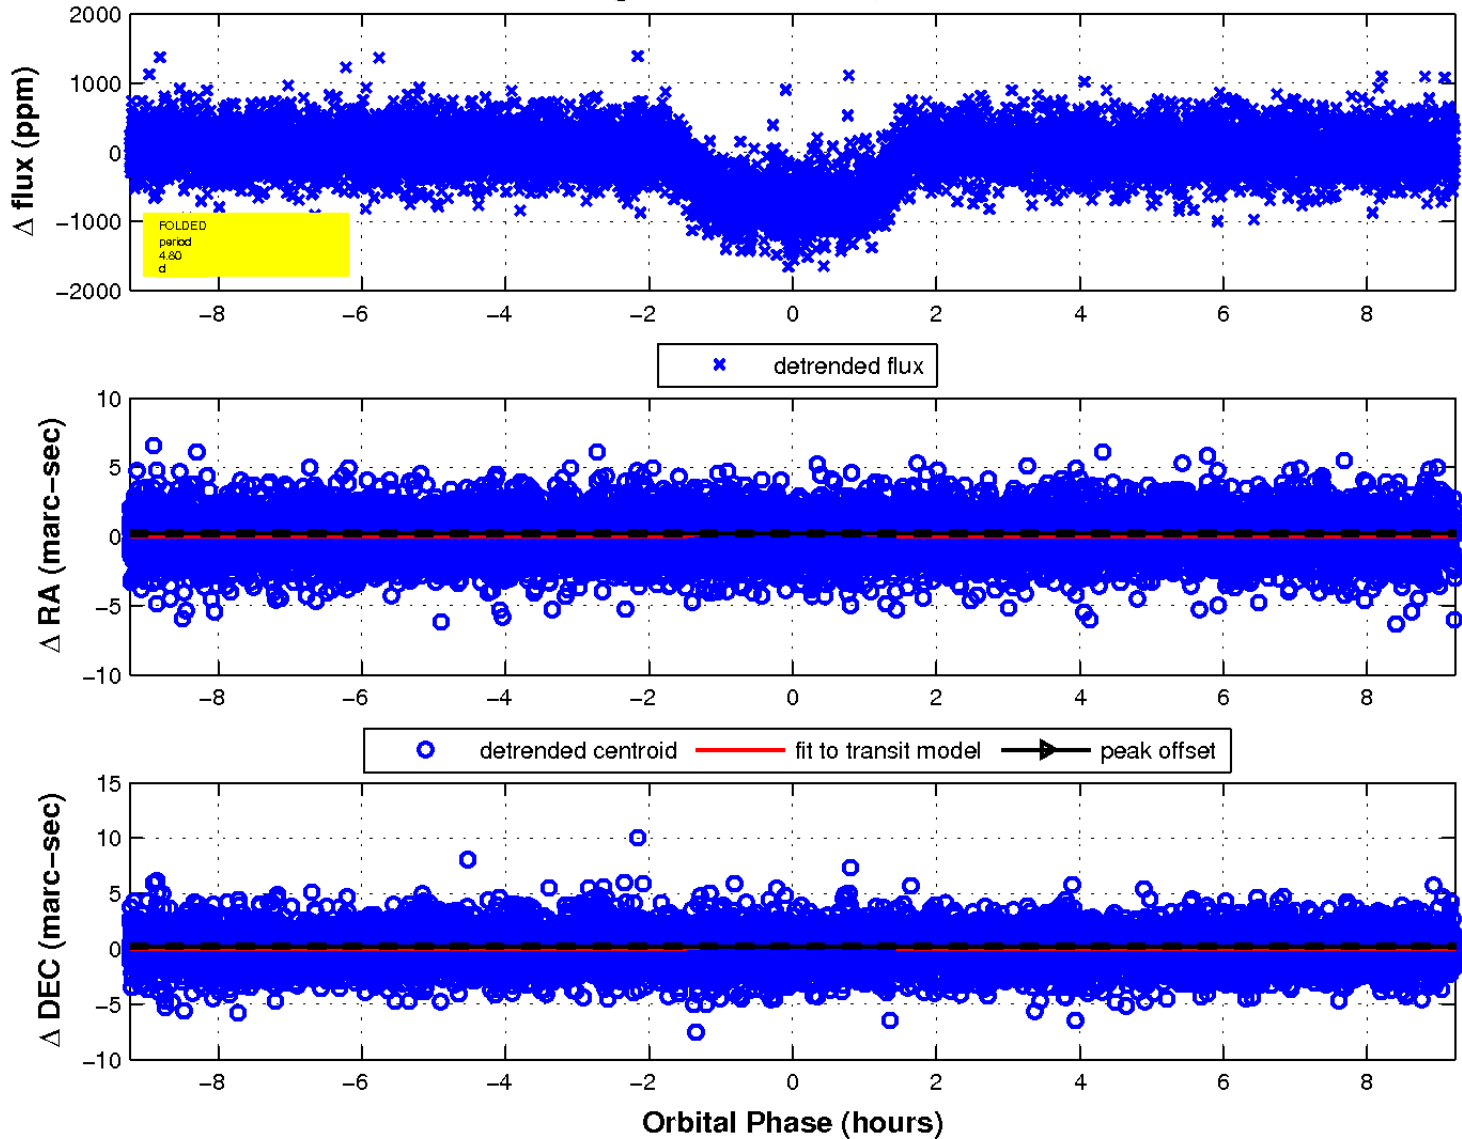 2000
1000
0
−1000
−2000
Δ flux (ppm)
FOLDED
period
4.80
d
−8 −6 −4 −2 0 2 4 6 8
detrended flux
10
5
0
−5
−10
Δ RA (marc−sec)
−8 −6 −4 −2 0 2 4 6 8
detrended centroid fit to transit model peak offset
15
10
5
0
−5
−10
Δ DEC (marc−sec)
−8 −6 −4 −2 0 2 4 6 8
Orbital Phase (hours)